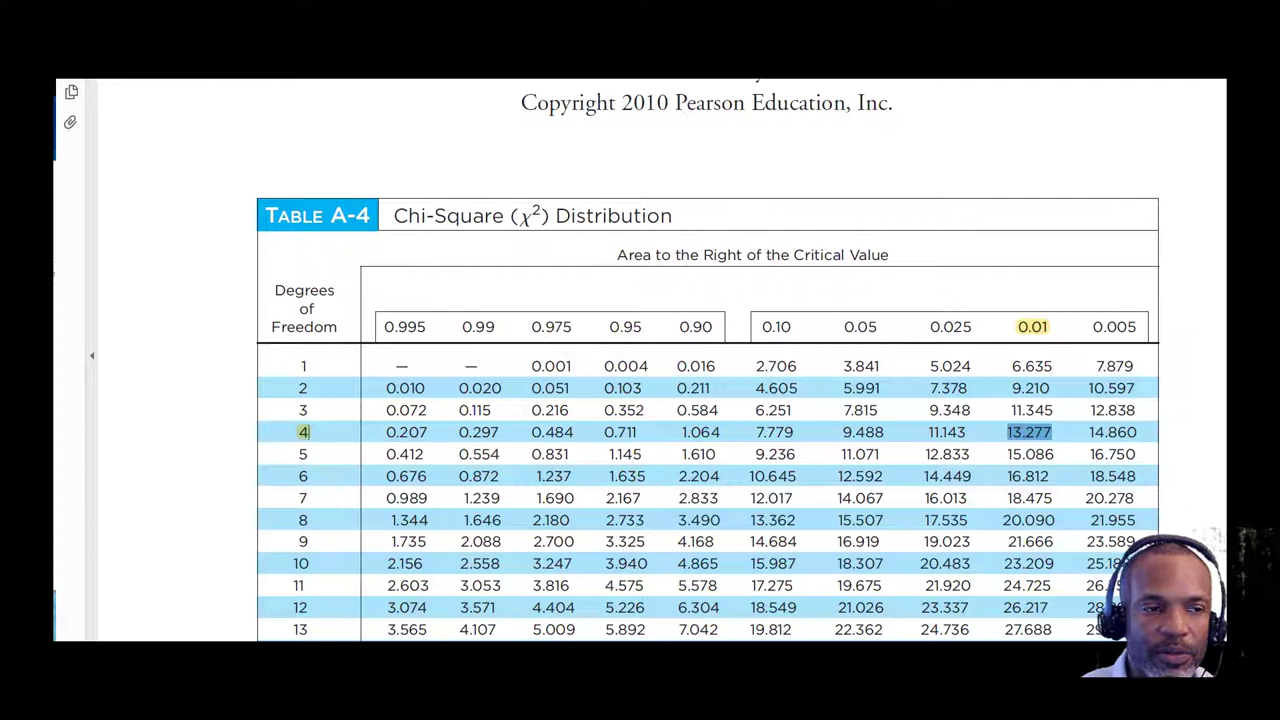 Copyright 2010 Pearson Education, Inc.
TABLE A-4 Chi-Square (χ²) Distribution
Area to the Right of the Critical Value
Degrees
of
Freedom 0.995 0.99 0.975 0.95 0.90 0.10 0.05 0.025 0.01 0.005
1 — — 0.001 0.004 0.016 2.706 3.841 5.024 6.635 7.879
2 0.010 0.020 0.051 0.103 0.211 4.605 5.991 7.378 9.210 10.597
3 0.072 0.115 0.216 0.352 0.584 6.251 7.815 9.348 11.345 12.838
4 0.207 0.297 0.484 0.711 1.064 7.779 9.488 11.143 13.277 14.860
5 0.412 0.554 0.831 1.145 1.610 9.236 11.071 12.833 15.086 16.750
6 0.676 0.872 1.237 1.635 2.204 10.645 12.592 14.449 16.812 18.548
7 0.989 1.239 1.690 2.167 2.833 12.017 14.067 16.013 18.475 20.278
8 1.344 1.646 2.180 2.733 3.490 13.362 15.507 17.535 20.090 21.955
9 1.735 2.088 2.700 3.325 4.168 14.684 16.919 19.023 21.666 23.589
10 2.156 2.558 3.247 3.940 4.865 15.987 18.307 20.483 23.209
11 2.603 3.053 3.816 4.575 5.578 17.275 19.675 21.920 24.725
12 3.074 3.571 4.404 5.226 6.304 18.549 21.026 23.337 26.217
13 3.565 4.107 5.009 5.892 7.042 19.812 22.362 24.736 27.688